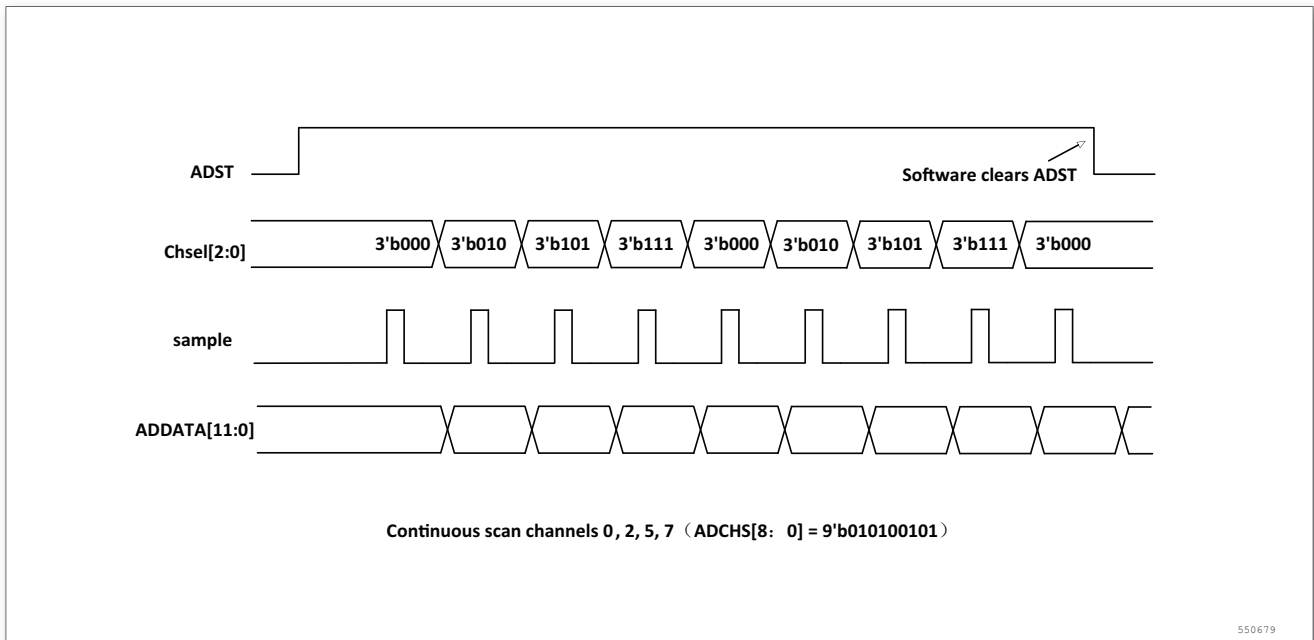 ADST
Software clears ADST
Chsel[2:0]
3'b000 3'b010 3'b101 3'b111 3'b000 3'b010 3'b101 3'b111 3'b000
sample
ADDATA[11:0]
Continuous scan channels 0, 2, 5, 7（ADCHS[8：0] = 9'b010100101）
550679